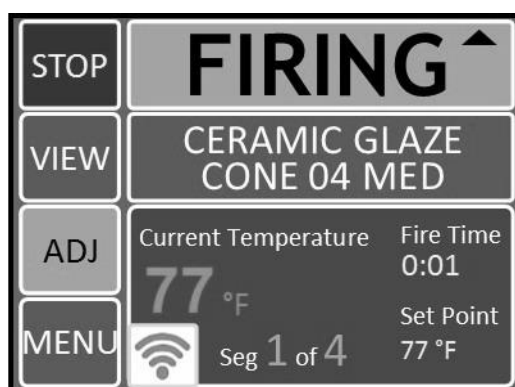 STOP
FIRING
VIEW
CERAMIC GLAZE
CONE 04 MED
ADJ
MENU
Current Temperature
77 °F
Seg 1 of 4
Fire Time
0:01
Set Point
77 °F